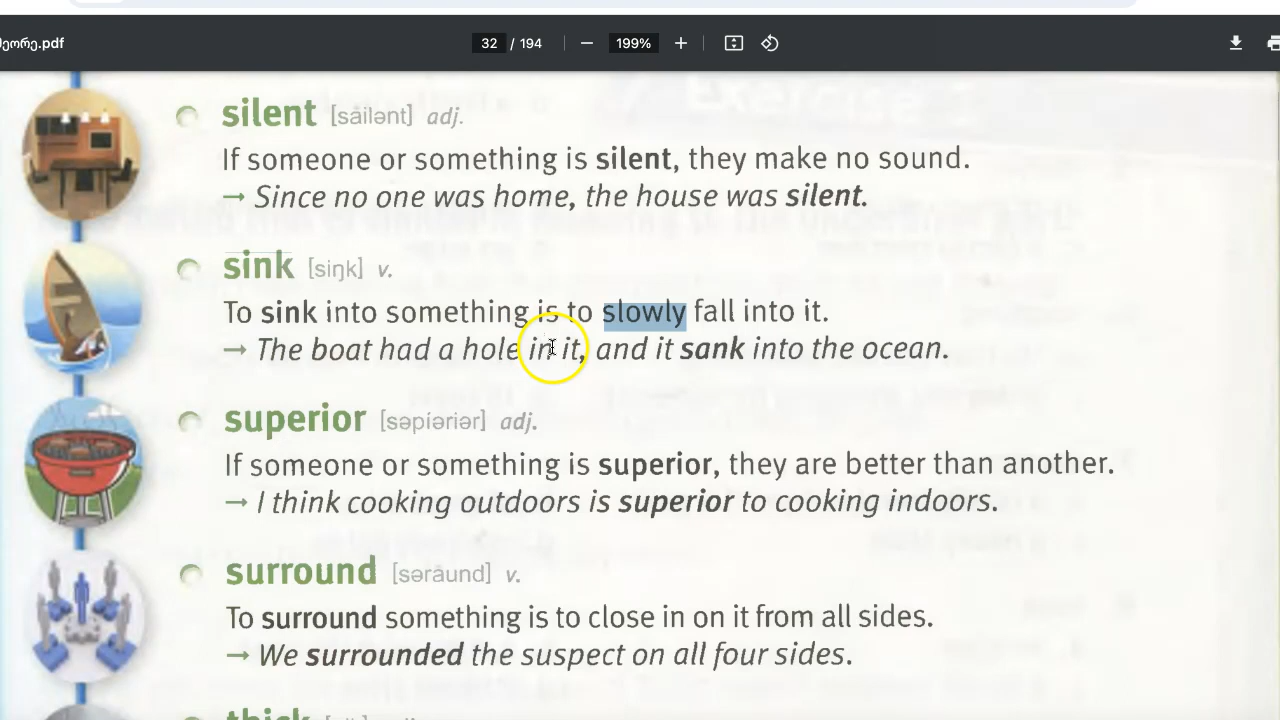 მეორე.pdf
32 / 194
199%
silent [sáilənt] adj.
If someone or something is silent, they make no sound.
→ Since no one was home, the house was silent.
sink [siŋk] v.
To sink into something is to slowly fall into it.
→ The boat had a hole in it, and it sank into the ocean.
superior [səpíəriər] adj.
If someone or something is superior, they are better than another.
→ I think cooking outdoors is superior to cooking indoors.
surround [səráund] v.
To surround something is to close in on it from all sides.
→ We surrounded the suspect on all four sides.
thick